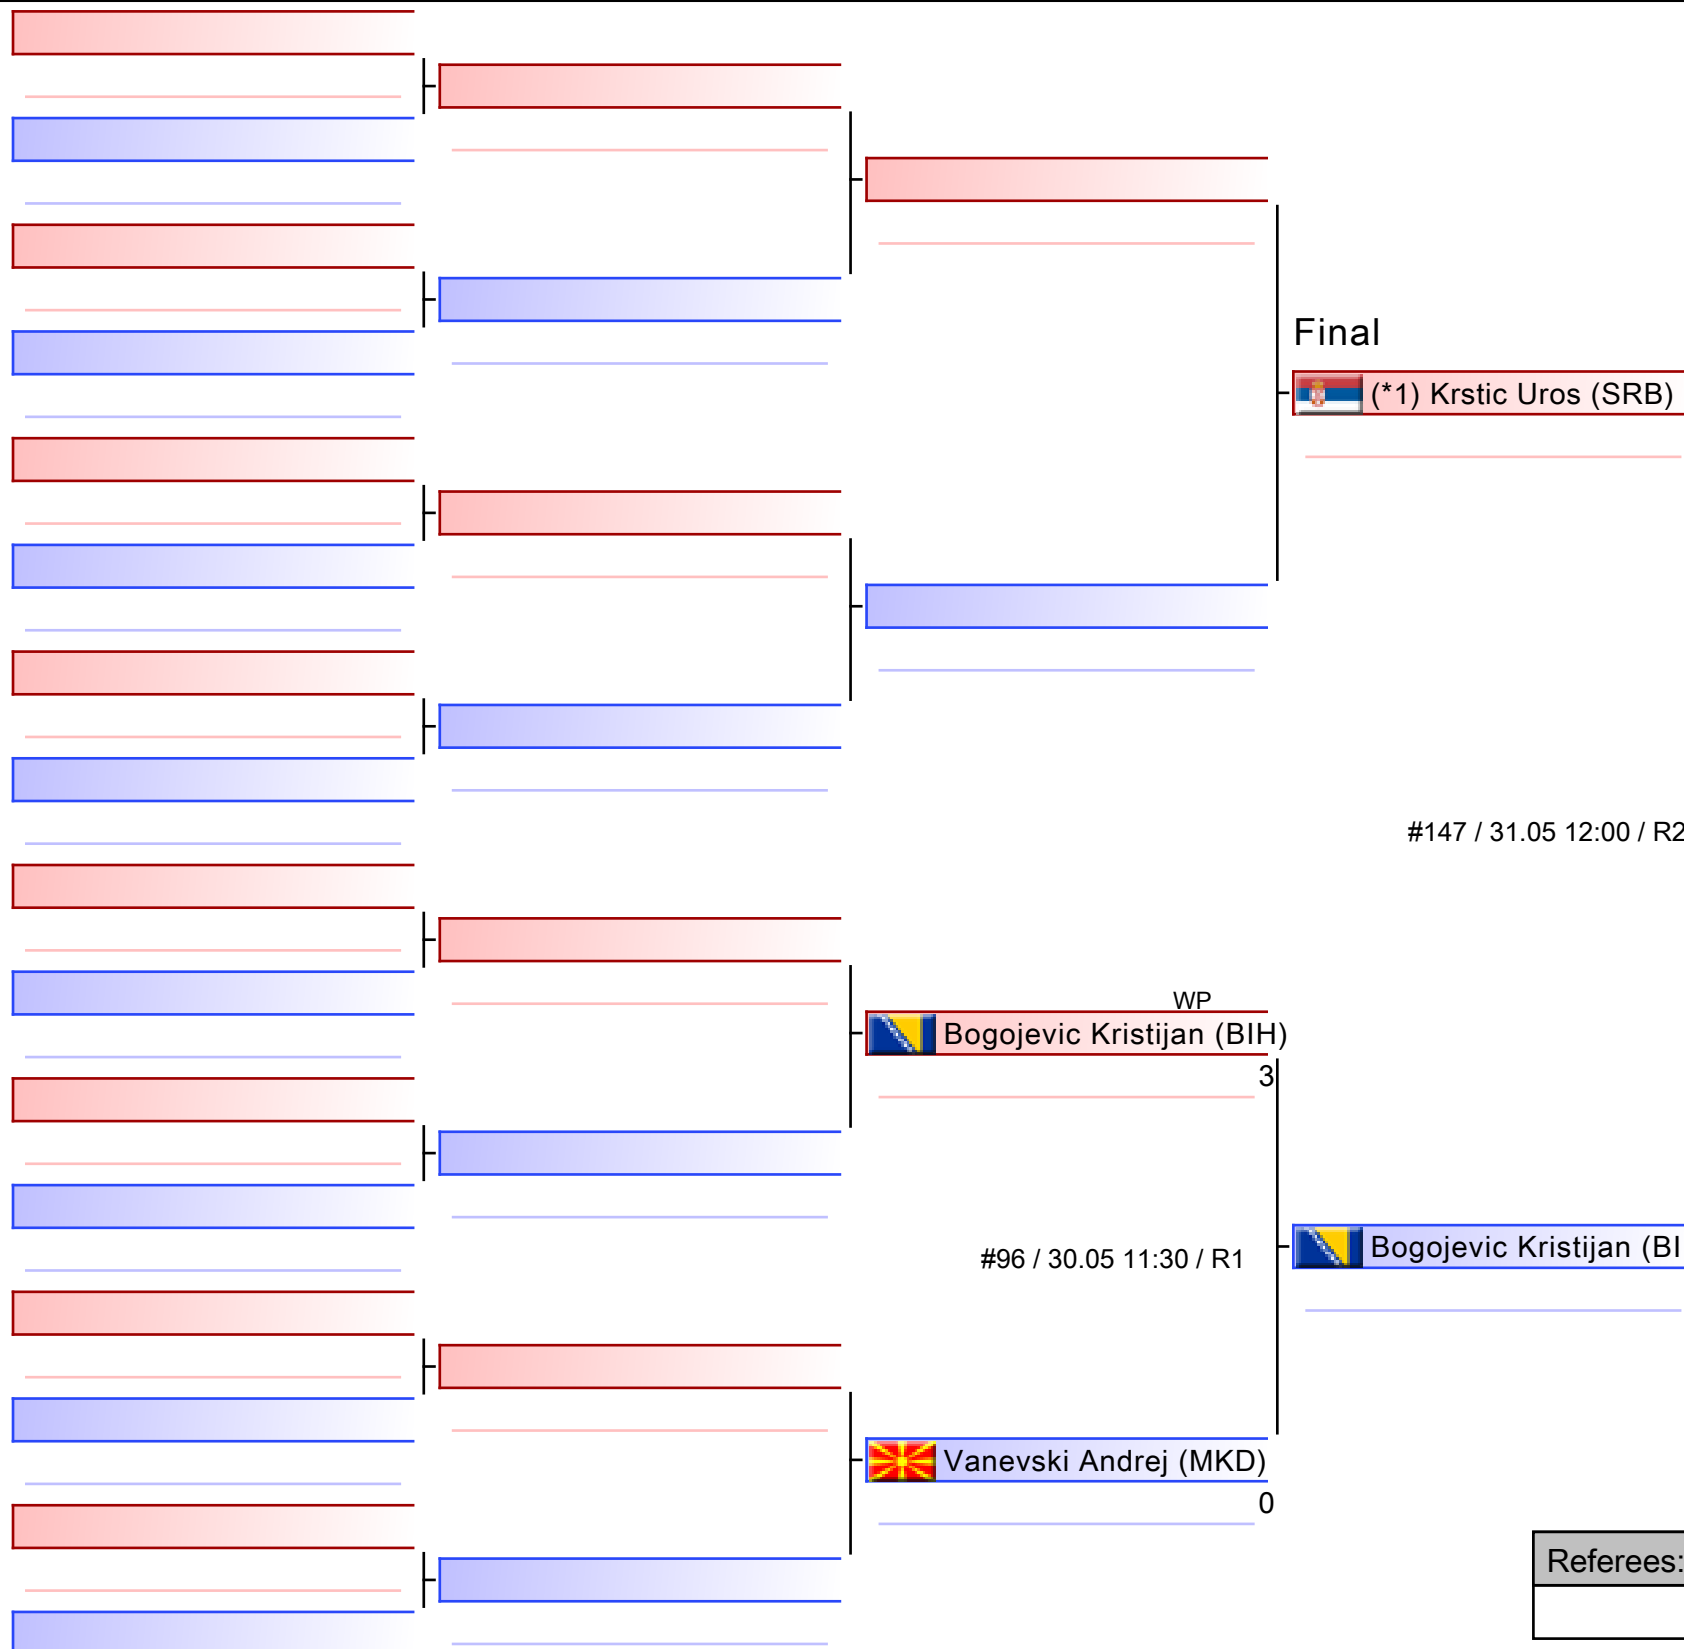 Final
(*1) Krstic Uros (SRB)
#147 / 31.05 12:00 / R2
WP
Bogojevic Kristijan (BIH)
3
#96 / 30.05 11:30 / R1
Bogojevic Kristijan (BI
Vanevski Andrej (MKD)
0
Referees: